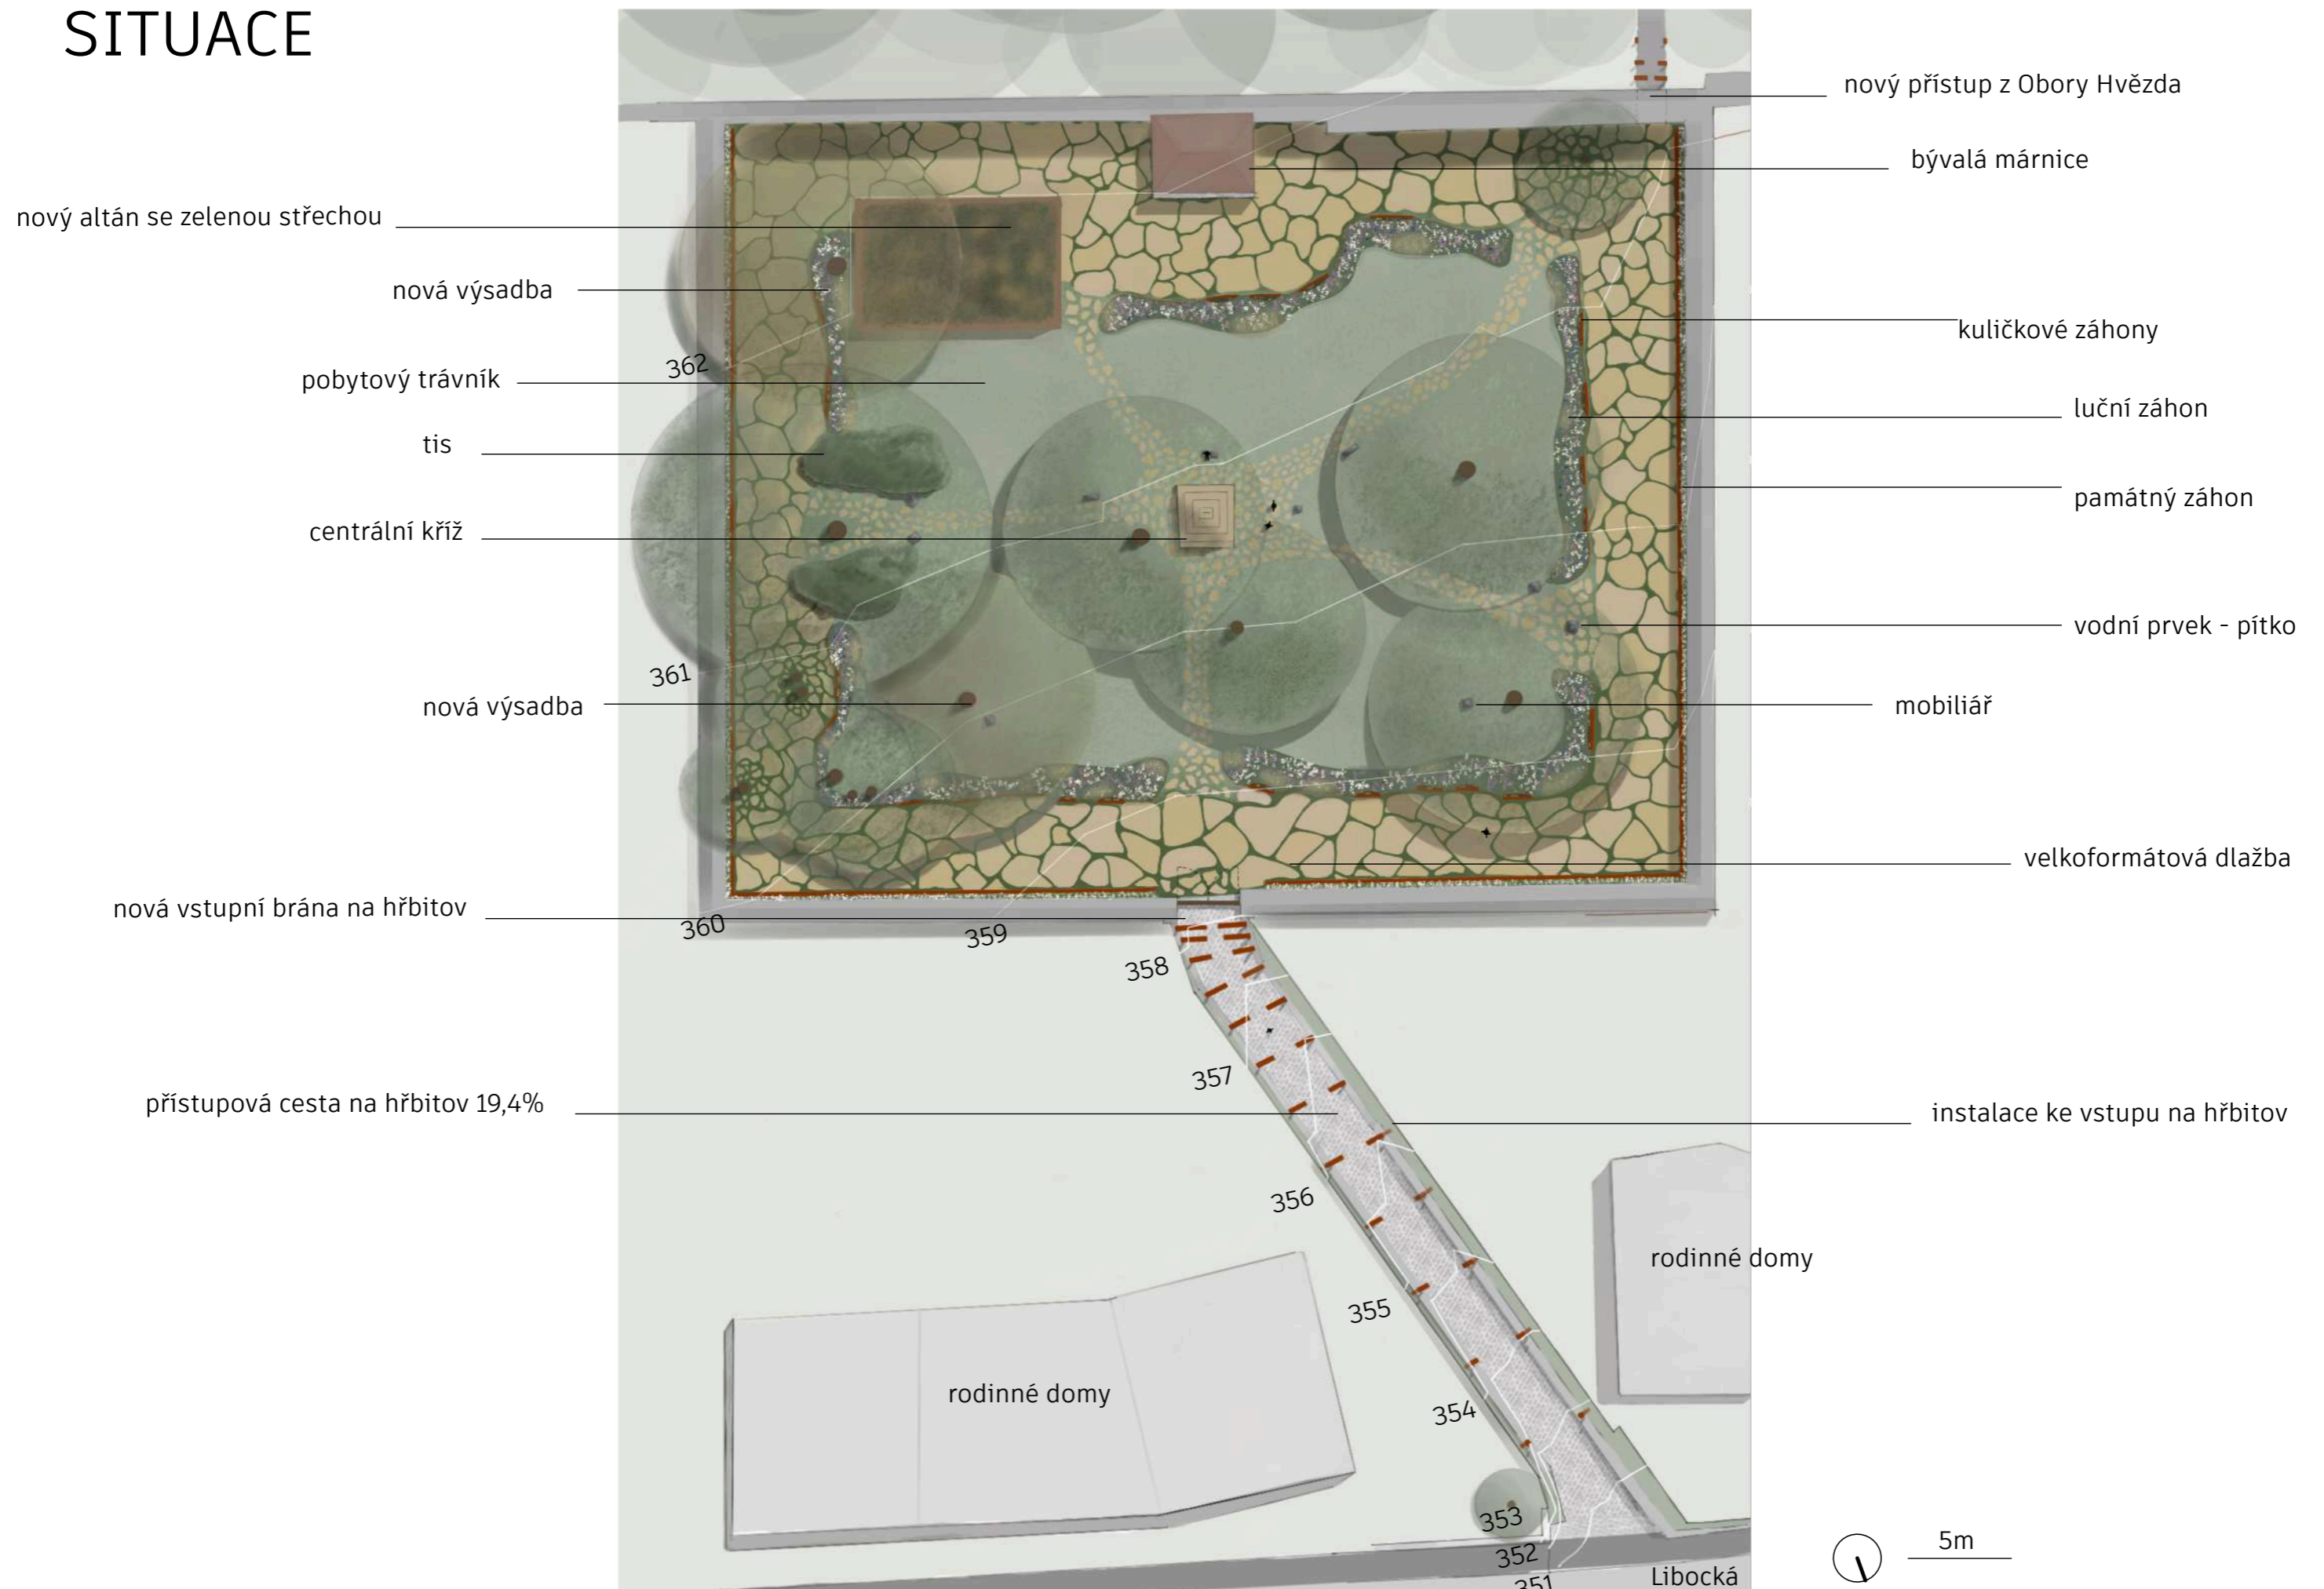 SITUACE
nový přístup z Obory Hvězda
bývalá márnice
nový altán se zelenou střechou
nová výsadba
kuličkové záhony
362
pobytový trávník
luční záhon
tis
památný záhon
centrální kříž
vodní prvek - pítko
361
nová výsadba
mobiliář
velkoformátová dlažba
nová vstupní brána na hřbitov
360
359
358
357
přístupová cesta na hřbitov 19,4%
instalace ke vstupu na hřbitov
356
rodinné domy
355
rodinné domy
354
353
352
5m
Libocká
351